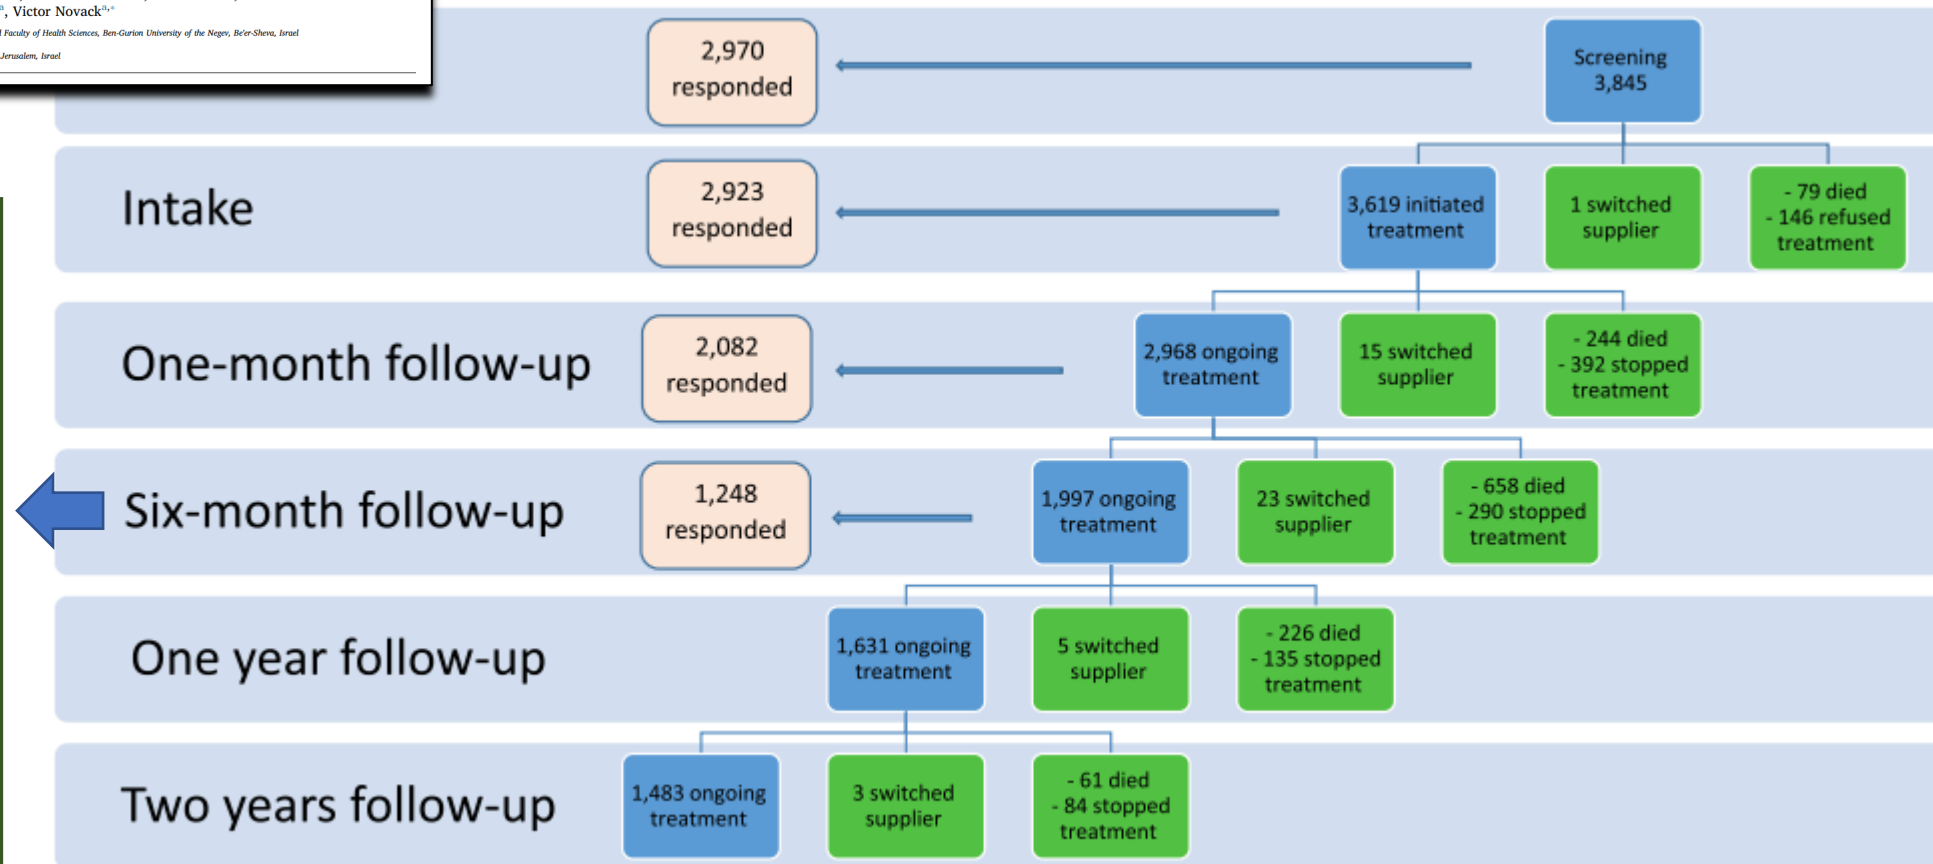 a, Victor Novack a,*
Faculty of Health Sciences, Ben-Gurion University of the Negev, Be'er-Sheva, Israel
Jerusalem, Israel
2,970
responded
Screening
3,845
Intake
2,923
responded
3,619 initiated
treatment
1 switched
supplier
- 79 died
- 146 refused
treatment
One-month follow-up
2,082
responded
2,968 ongoing
treatment
15 switched
supplier
- 244 died
- 392 stopped
treatment
Six-month follow-up
1,248
responded
1,997 ongoing
treatment
23 switched
supplier
- 658 died
- 290 stopped
treatment
One year follow-up
1,631 ongoing
treatment
5 switched
supplier
- 226 died
- 135 stopped
treatment
Two years follow-up
1,483 ongoing
treatment
3 switched
supplier
- 61 died
- 84 stopped
treatment